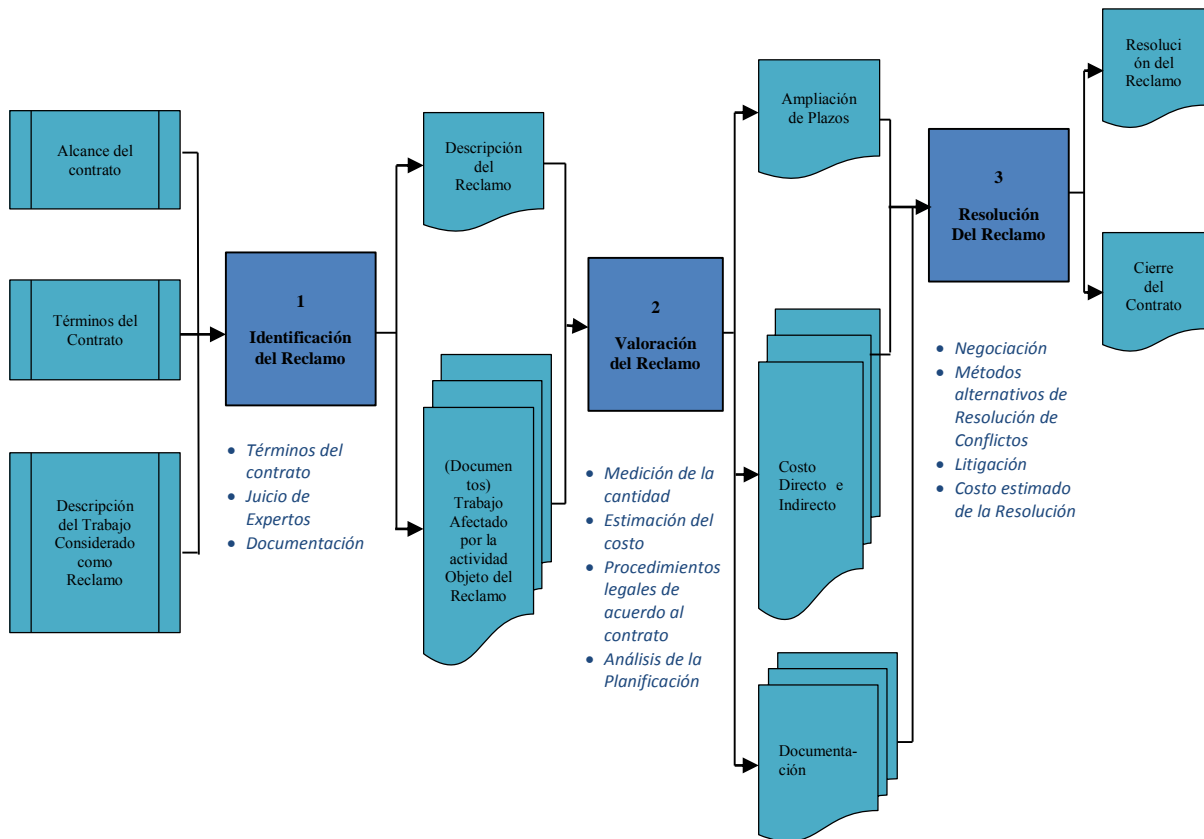 Alcance del
contrato
Términos del
Contrato
Descripción
del Trabajo
Considerado
como
Reclamo
1
Identificación
del Reclamo
• Términos del
contrato
• Juicio de
Expertos
• Documentación
Descripción
del
Reclamo
(Documen
tos)
Trabajo
Afectado
por la
actividad
Objeto del
Reclamo
2
Valoración
del Reclamo
• Medición de la
cantidad
• Estimación del
costo
• Procedimientos
legales de
acuerdo al
contrato
• Análisis de la
Planificación
Ampliación
de Plazos
Costo
Directo e
Indirecto
Documenta-
ción
3
Resolución
Del Reclamo
• Negociación
• Métodos
alternativos de
Resolución de
Conflictos
• Litigación
• Costo estimado
de la Resolución
Resoluci
ón del
Reclamo
Cierre
del
Contrato